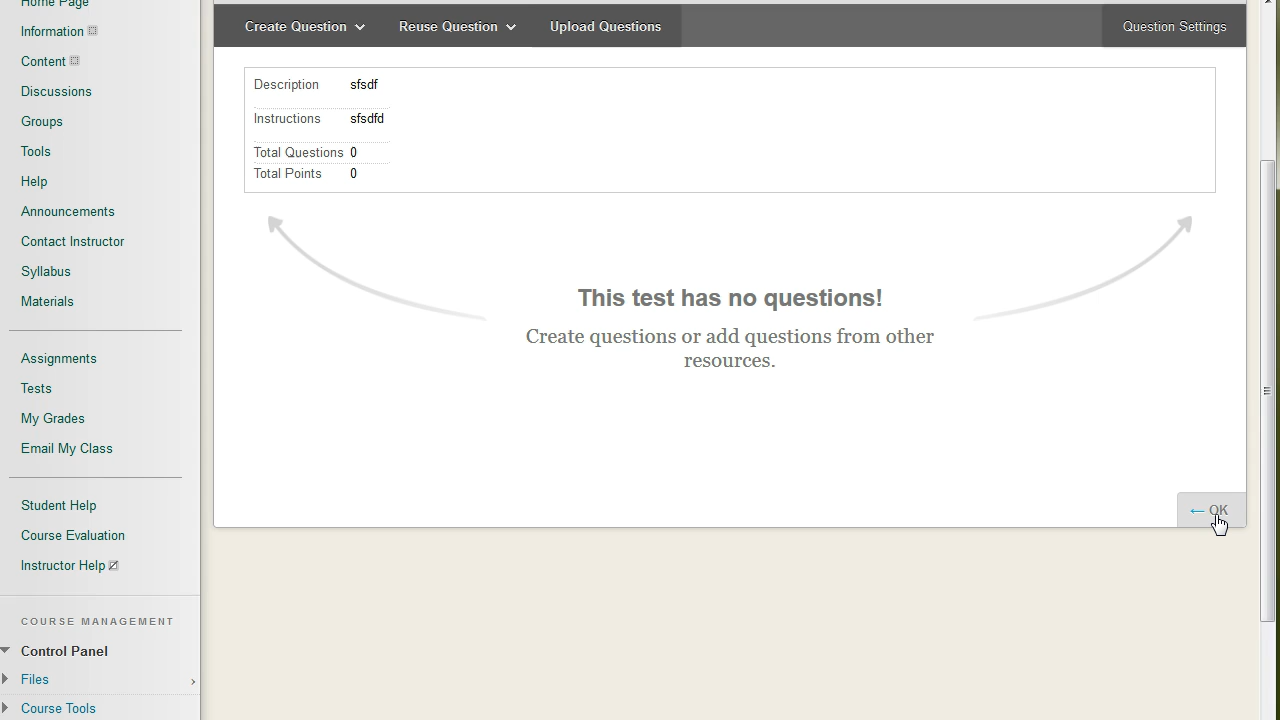 Home Page
Information
Content
Discussions
Groups
Tools
Help
Announcements
Contact Instructor
Syllabus
Materials
Assignments
Tests
My Grades
Email My Class
Student Help
Course Evaluation
Instructor Help
COURSE MANAGEMENT
Control Panel
Files
Course Tools
Create Question Reuse Question Upload Questions Question Settings
Description sfsdf
Instructions sfsdfd
Total Questions 0
Total Points 0
This test has no questions!
Create questions or add questions from other
resources.
← OK